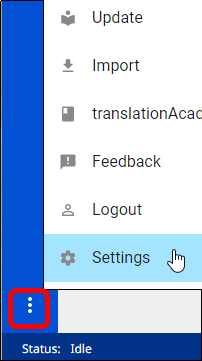 Update
Import
translationAcad
Feedback
Logout
Settings
Status: Idle